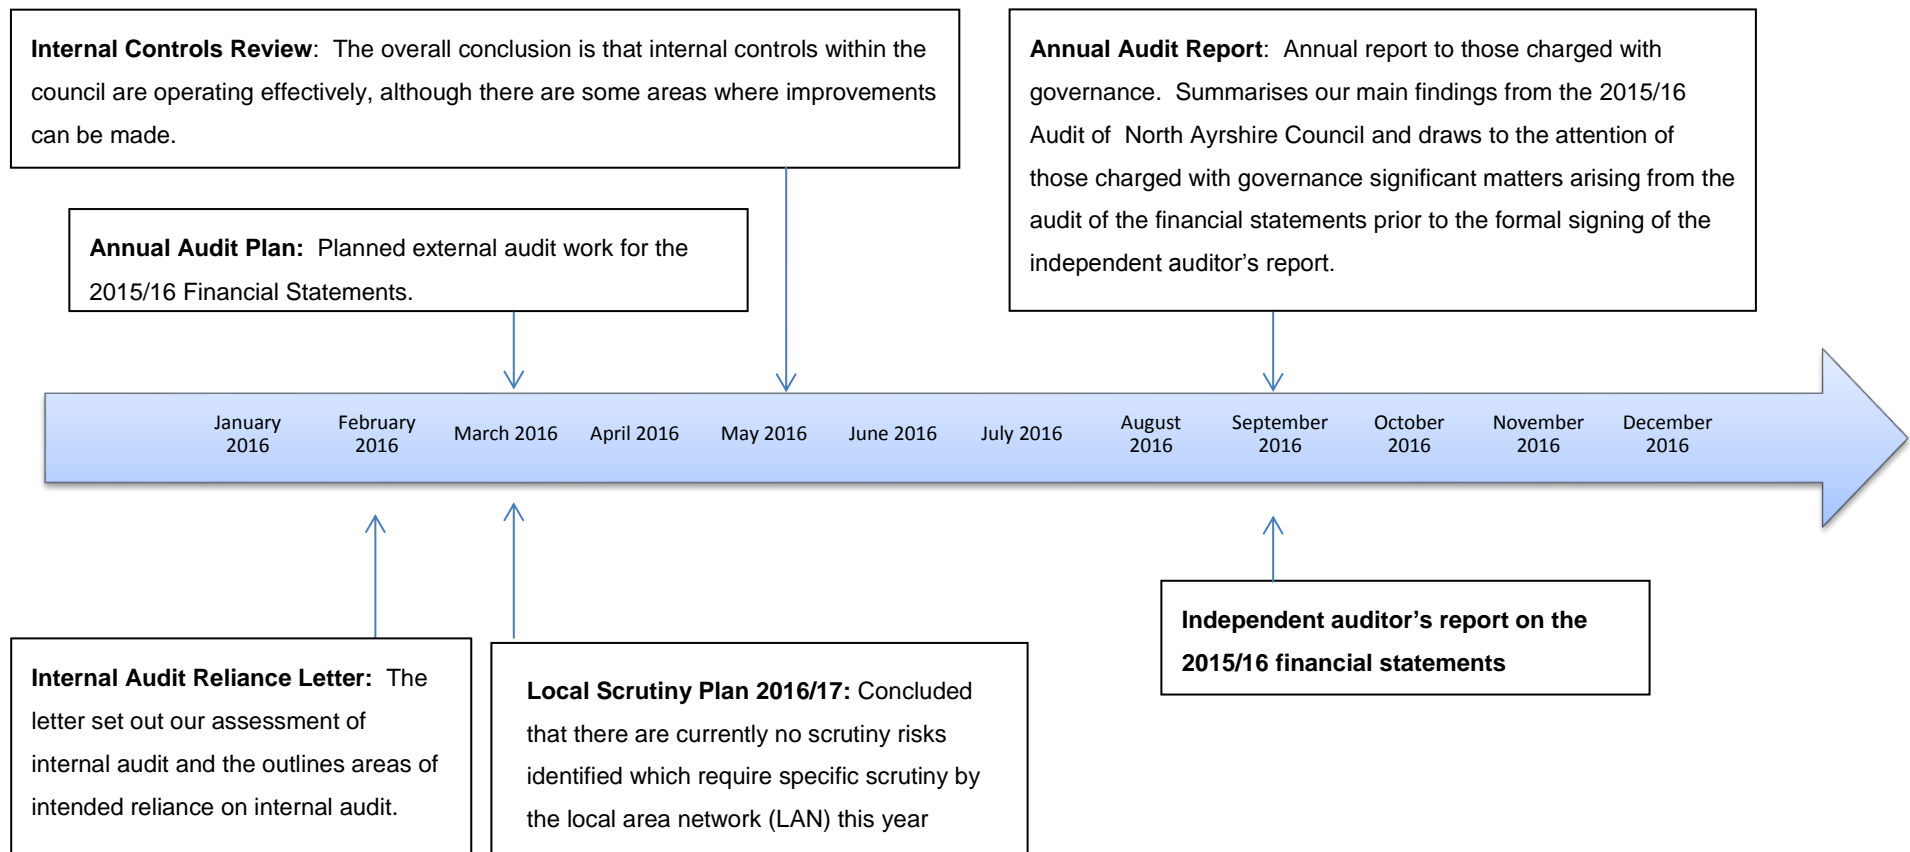 Internal Controls Review: The overall conclusion is that internal controls within the
council are operating effectively, although there are some areas where improvements
can be made.
Annual Audit Report: Annual report to those charged with
governance. Summarises our main findings from the 2015/16
Audit of North Ayrshire Council and draws to the attention of
those charged with governance significant matters arising from the
audit of the financial statements prior to the formal signing of the
independent auditor's report.
Annual Audit Plan: Planned external audit work for the
2015/16 Financial Statements.
January
2016
February
2016
March 2016
April 2016
May 2016
June 2016
July 2016
August
2016
September
2016
October
2016
November
2016
December
2016
Internal Audit Reliance Letter: The
letter set out our assessment of
internal audit and the outlines areas of
intended reliance on internal audit.
Local Scrutiny Plan 2016/17: Concluded
that there are currently no scrutiny risks
identified which require specific scrutiny by
the local area network (LAN) this year
Independent auditor’s report on the
2015/16 financial statements